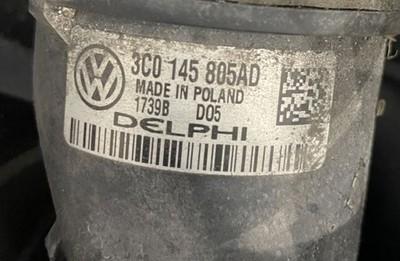 3C0 145 805AD
MADE IN POLAND
1739B D05
DELPHI